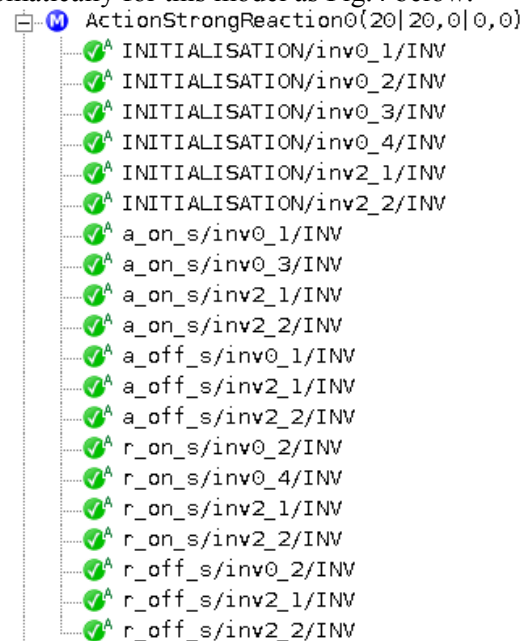 ActionStrongReaction0(20|20,0|0,0)
INITIALISATION/inv0_1/INV
INITIALISATION/inv0_2/INV
INITIALISATION/inv0_3/INV
INITIALISATION/inv0_4/INV
INITIALISATION/inv2_1/INV
INITIALISATION/inv2_2/INV
a_on_s/inv0_1/INV
a_on_s/inv0_3/INV
a_on_s/inv2_1/INV
a_on_s/inv2_2/INV
a_off_s/inv0_1/INV
a_off_s/inv2_1/INV
a_off_s/inv2_2/INV
r_on_s/inv0_2/INV
r_on_s/inv0_4/INV
r_on_s/inv2_1/INV
r_on_s/inv2_2/INV
r_off_s/inv0_2/INV
r_off_s/inv2_1/INV
r_off_s/inv2_2/INV